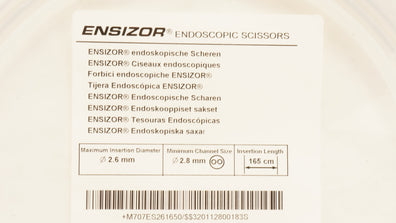 ENSIZOR® ENDOSCOPIC SCISSORS
ENSIZOR® endoskopische Scheren
ENSIZOR® Ciseaux endoscopiques
Forbici endoscopiche ENSIZOR®
Tijera Endoscópica ENSIZOR®
ENSIZOR® Endoscopische Scharen
ENSIZOR® Endoskooppiset sakset
ENSIZOR® Tesouras Endoscópicas
ENSIZOR® Endoskopiska saxar
Maximum Insertion Diameter Minimum Channel Size Insertion Length
Ø 2.6 mm Ø 2.8 mm 165 cm
+M707ES261650/$$320112800183S